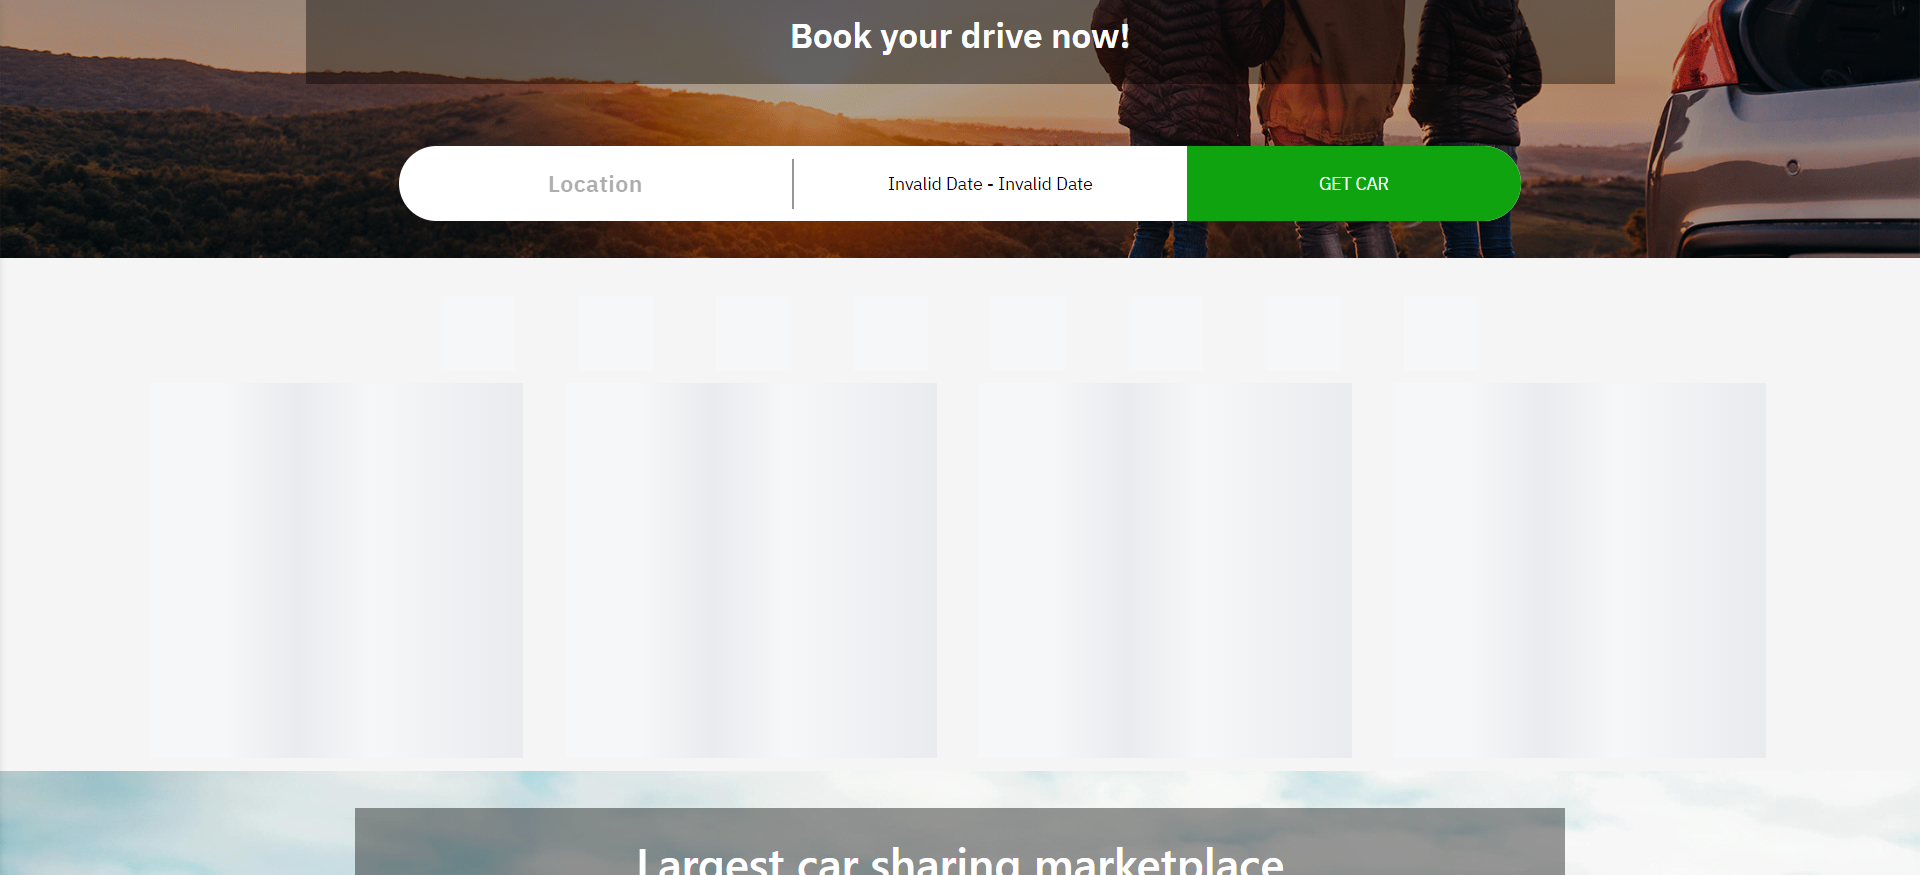 Book your drive now!
Location
Invalid Date - Invalid Date
GET CAR
Largest car sharing marketplace